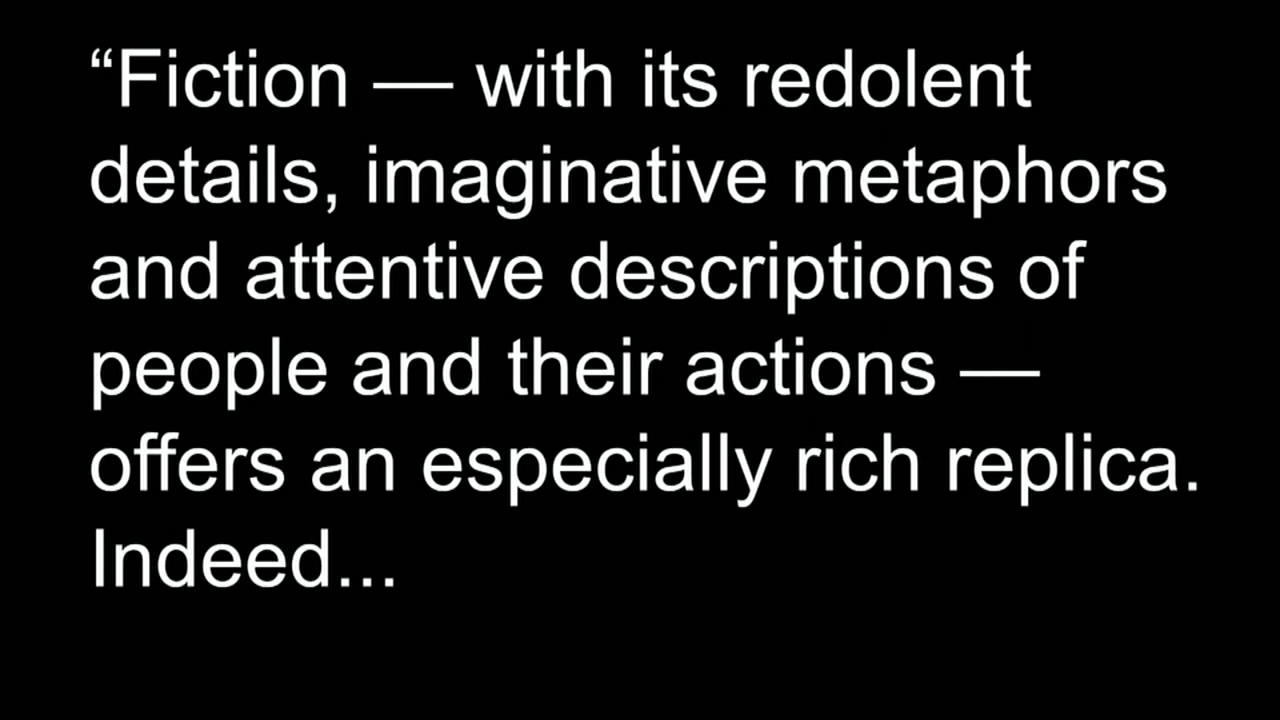 “Fiction — with its redolent
details, imaginative metaphors
and attentive descriptions of
people and their actions —
offers an especially rich replica.
Indeed...